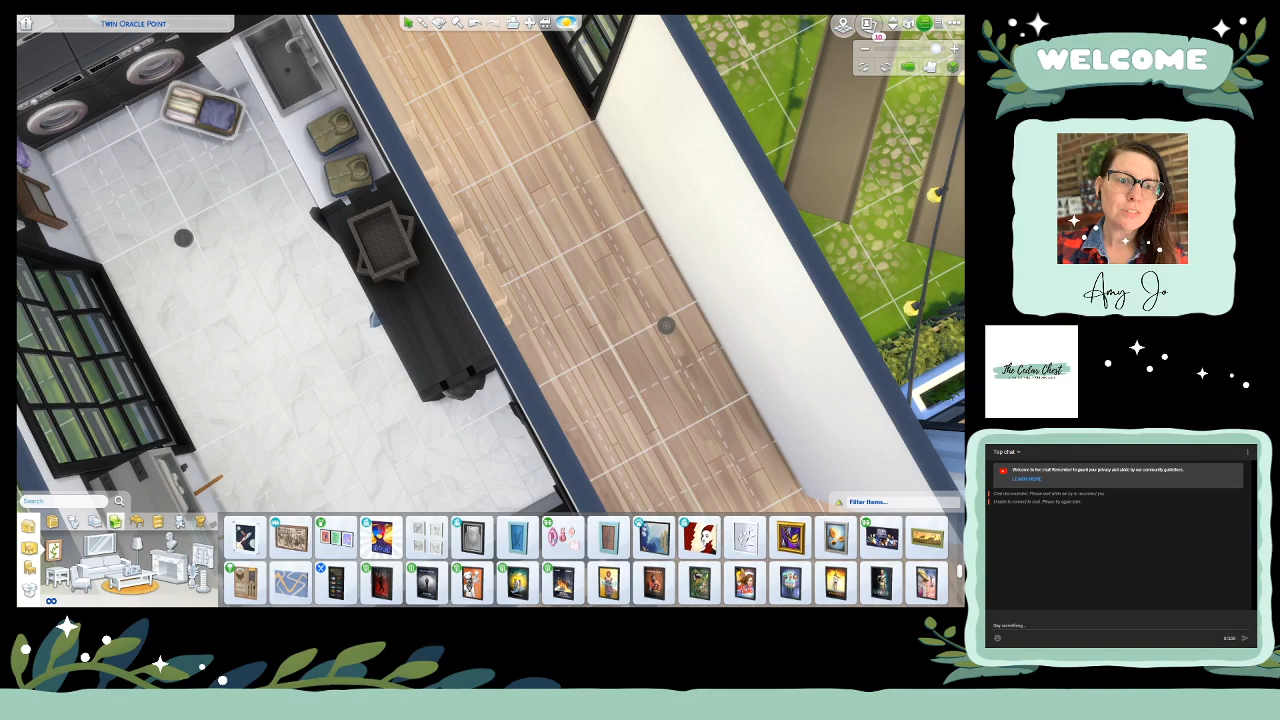 Twin Oracle Point
10
Search
Filter Items...
WELCOME
Amy Jo
The Cedar Chest
Top chat
Welcome to the chat! Remember to guard your privacy and abide by our community guidelines.
LEARN MORE
Chat disconnected. Please wait while we try to reconnect you.
Unable to connect to chat. Please try again later.
Say something...
0/200